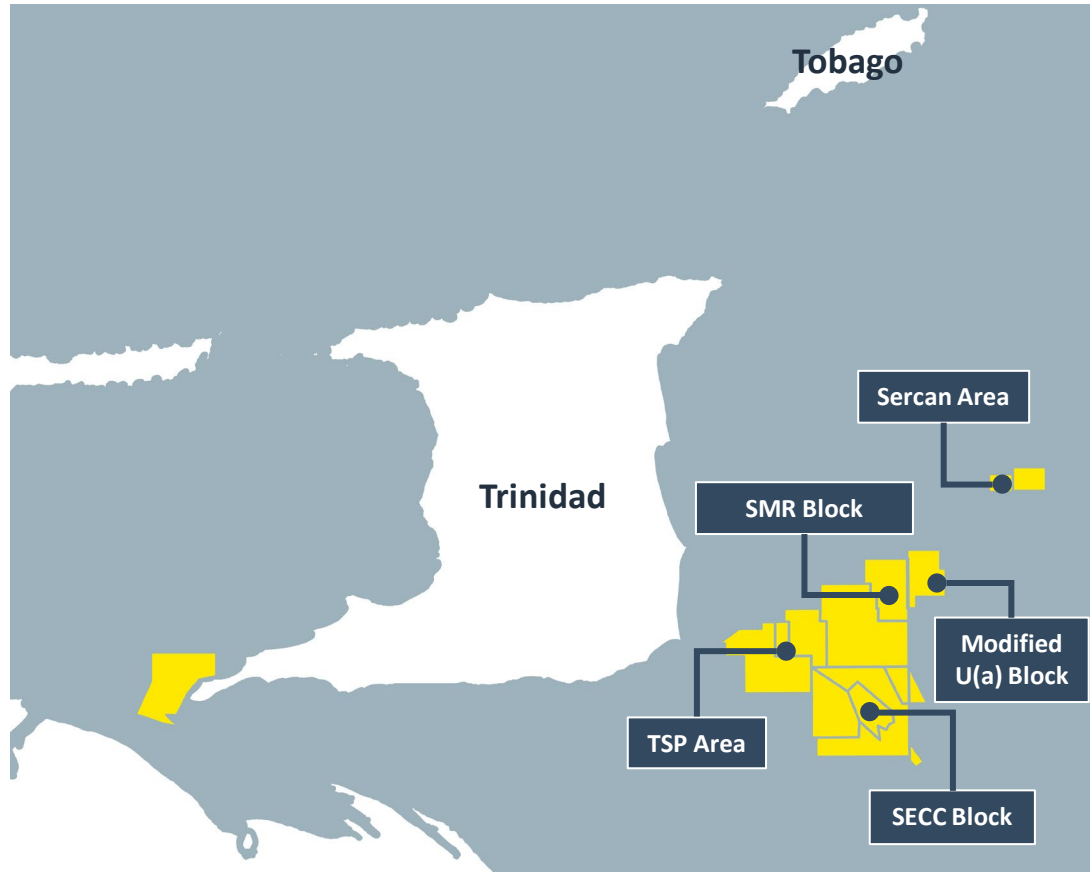 Tobago
Sercan Area
Trinidad
SMR Block
Modified
U(a) Block
TSP Area
SECC Block